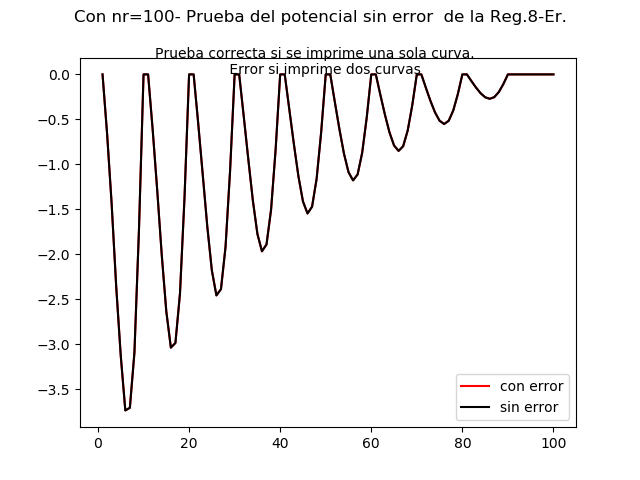 Con nr=100- Prueba del potencial sin error  de la Reg.8-Er.
Prueba correcta si se imprime una sola curva.
Error si imprime dos curvas
0.0
−0.5
−1.0
−1.5
−2.0
−2.5
−3.0
−3.5
con error
sin error
0
20
40
60
80
100